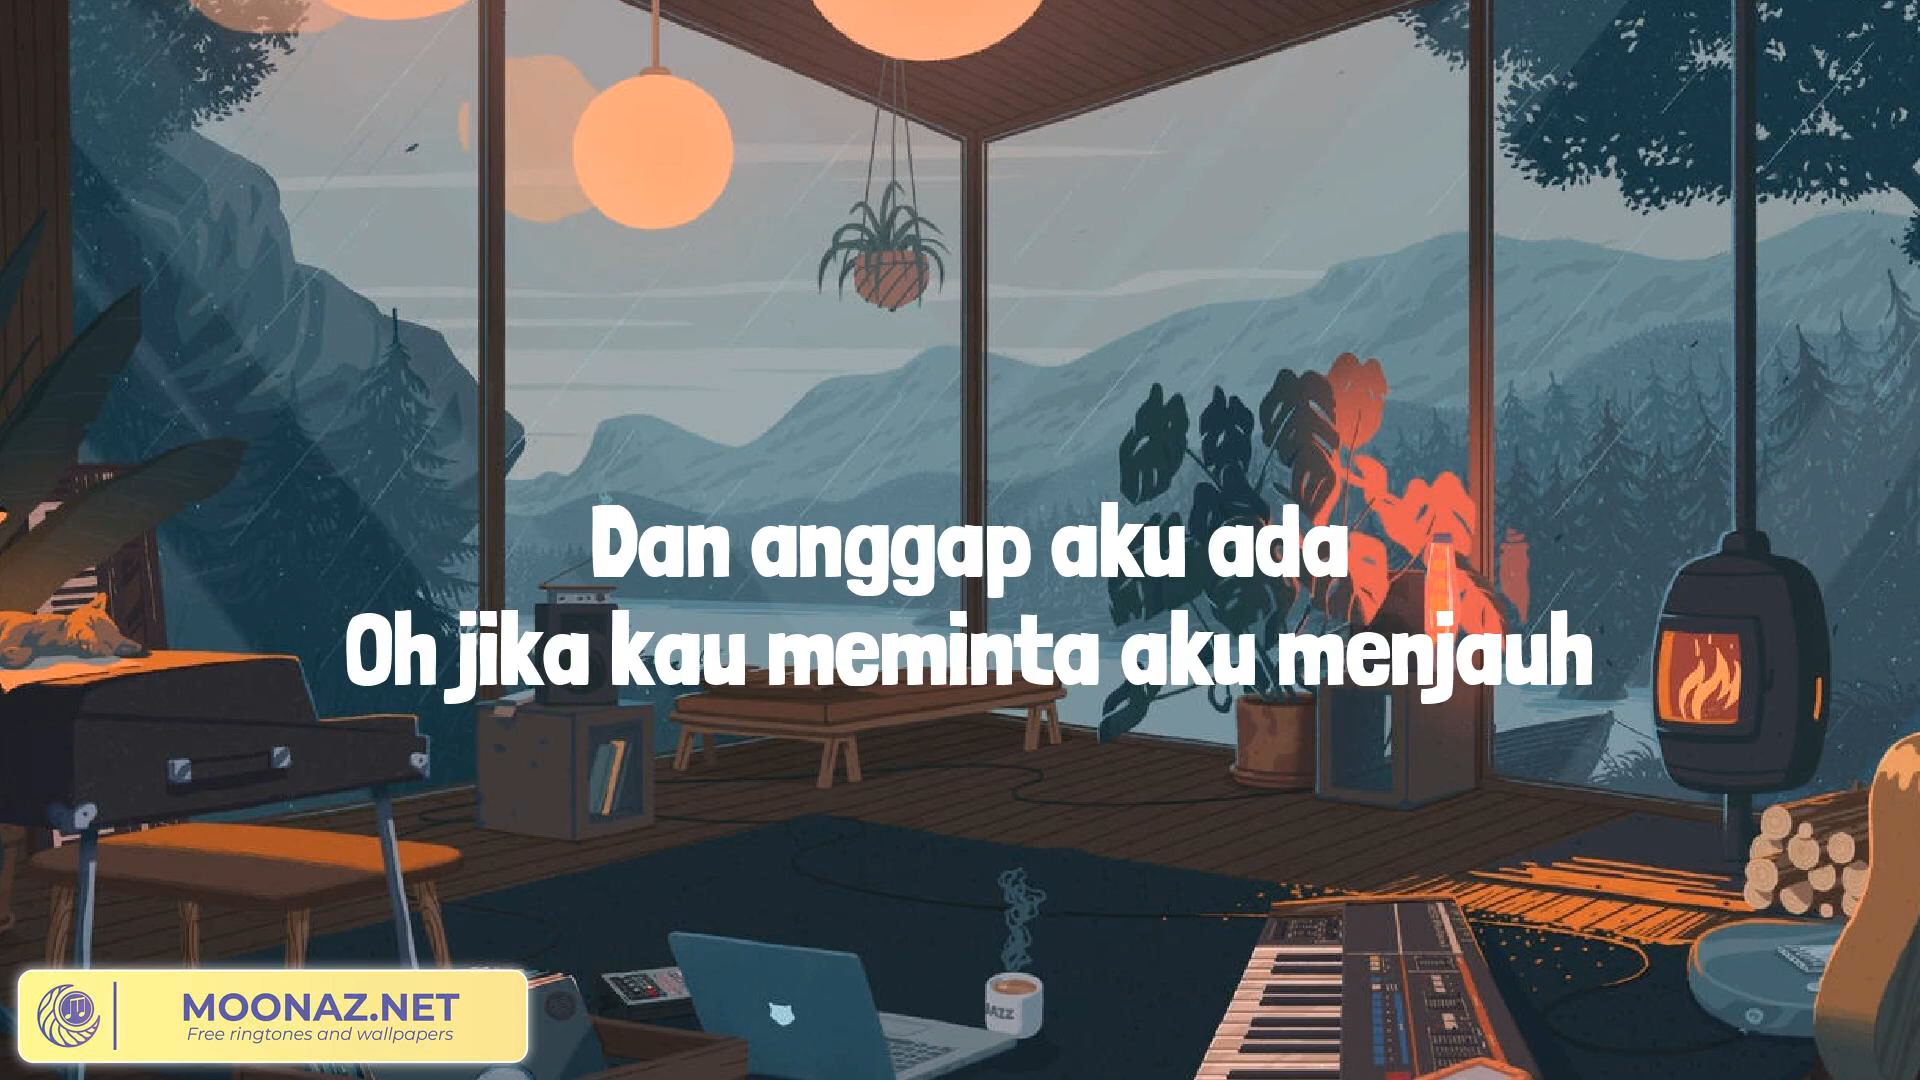 Dan anggap aku ada
Oh jika kau meminta aku menjauh
JAZZ
MOONAZ.NET
Free ringtones and wallpapers